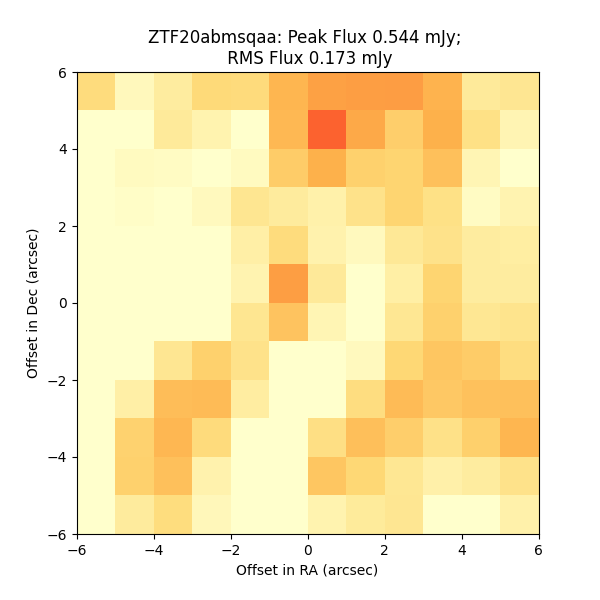 ZTF20abmsqaa: Peak Flux 0.544 mJy;
RMS Flux 0.173 mJy
6
4
2
0
−2
−4
−6
Offset in Dec (arcsec)
−6 −4 −2 0 2 4 6
Offset in RA (arcsec)